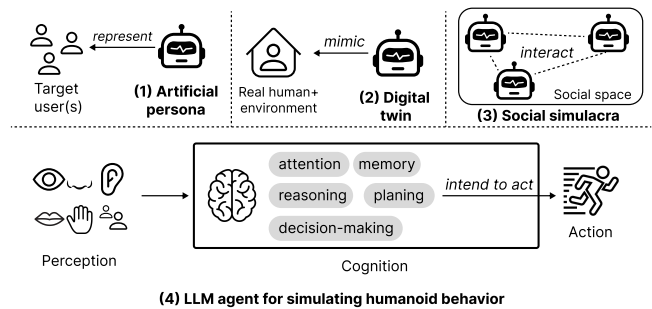 represent
Target
user(s)
(1) Artificial
persona
mimic
Real human+
environment
(2) Digital
twin
interact
Social space
(3) Social simulacra
attention
memory
reasoning
planing
decision-making
intend to act
Perception
Cognition
Action
(4) LLM agent for simulating humanoid behavior